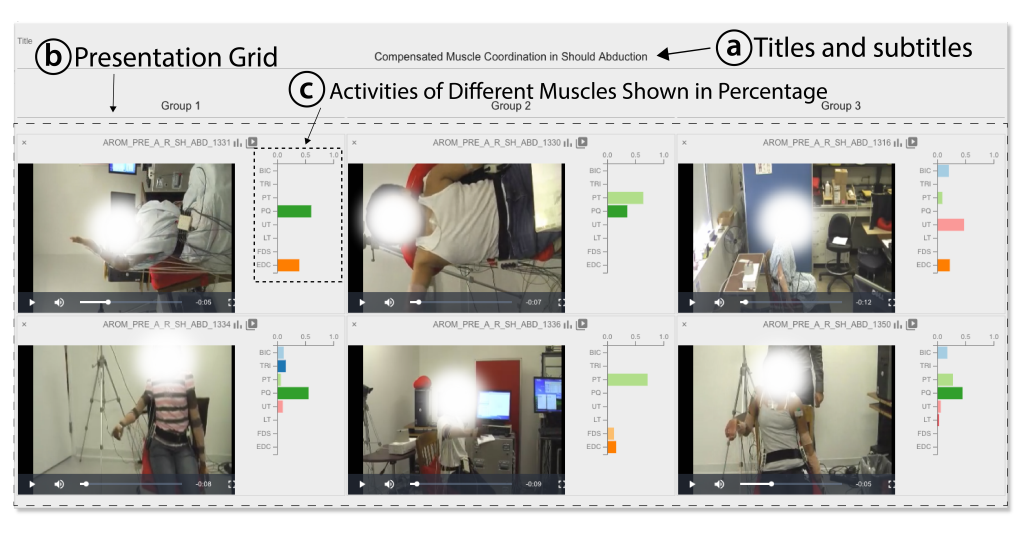 Title
b Presentation Grid
Compensated Muscle Coordination in Should Abduction
a Titles and subtitles
c Activities of Different Muscles Shown in Percentage
Group 1
Group 2
Group 3
× AROM_PRE_A_R_SH_ABD_1331
0.0 0.5 1.0
BIC
TRI
PT
PQ
UT
LT
FDS
EDC
-0:05
× AROM_PRE_A_R_SH_ABD_1330
0.0 0.5 1.0
BIC
TRI
PT
PQ
UT
LT
FDS
EDC
-0:07
× AROM_PRE_A_R_SH_ABD_1316
0.0 0.5 1.0
BIC
TRI
PT
PQ
UT
LT
FDS
EDC
-0:12
× AROM_PRE_A_R_SH_ABD_1334
0.0 0.5 1.0
BIC
TRI
PT
PQ
UT
LT
FDS
EDC
-0:08
× AROM_PRE_A_R_SH_ABD_1336
0.0 0.5 1.0
BIC
TRI
PT
PQ
UT
LT
FDS
EDC
-0:09
× AROM_PRE_A_R_SH_ABD_1350
0.0 0.5 1.0
BIC
TRI
PT
PQ
UT
LT
FDS
EDC
-0:05